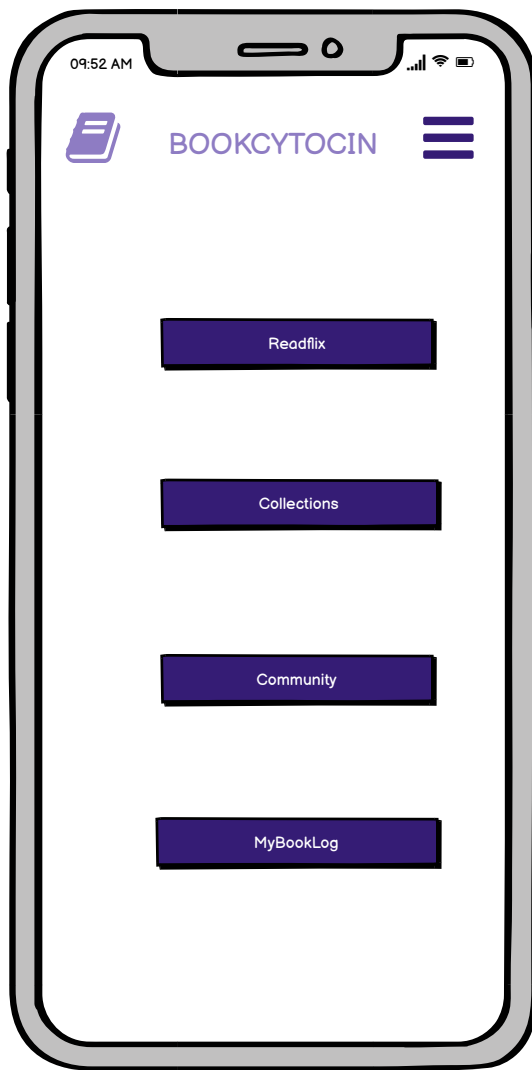 09:52 AM
BOOKCYTOCIN
Readflix
Collections
Community
MyBookLog